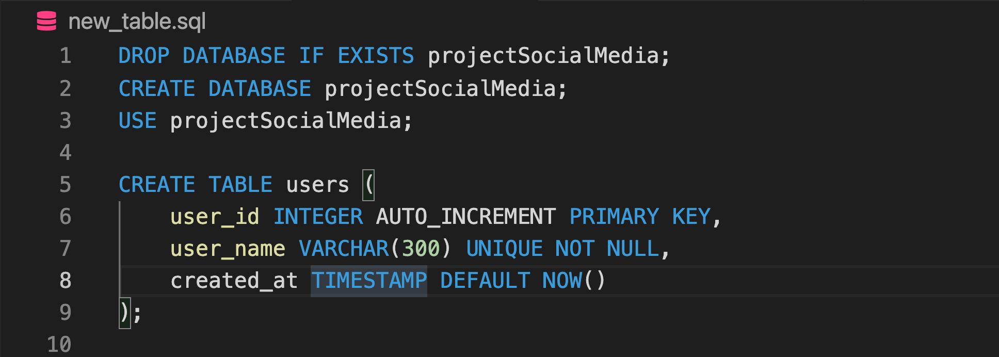 new_table.sql
1 DROP DATABASE IF EXISTS projectSocialMedia;
2 CREATE DATABASE projectSocialMedia;
3 USE projectSocialMedia;
4
5 CREATE TABLE users (
6     user_id INTEGER AUTO_INCREMENT PRIMARY KEY,
7     user_name VARCHAR(300) UNIQUE NOT NULL,
8     created_at TIMESTAMP DEFAULT NOW()
9 );
10